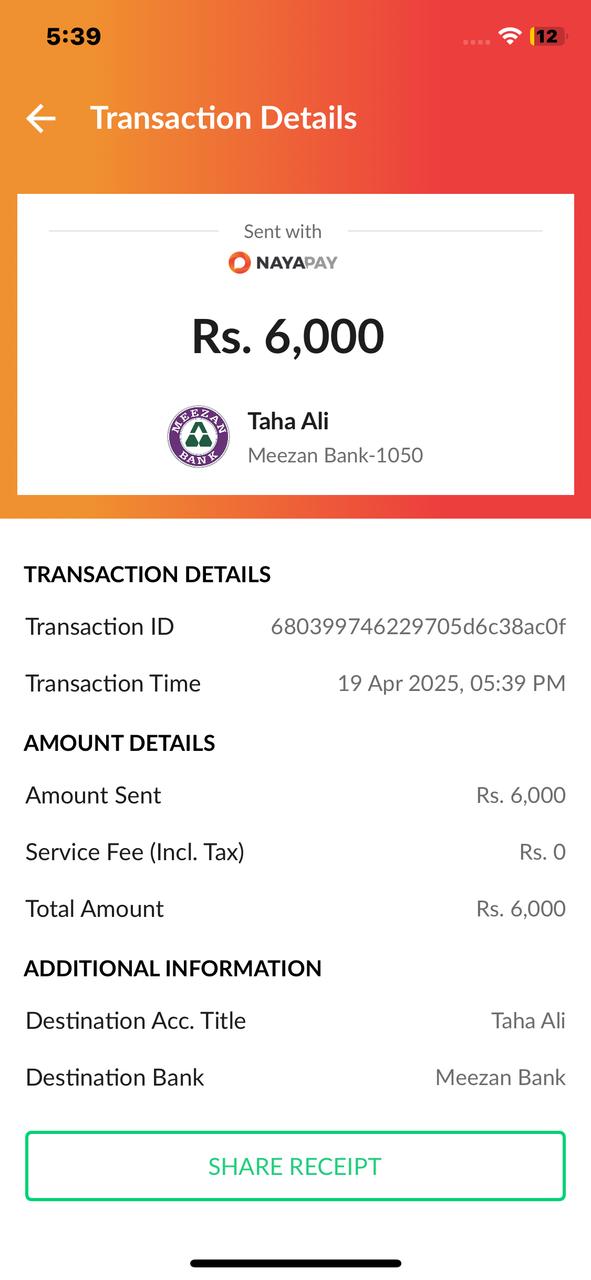 5:39
12
Transaction Details
Sent with
NAYAPAY
Rs. 6,000
MEEZAN BANK
Taha Ali
Meezan Bank-1050
TRANSACTION DETAILS
Transaction ID 680399746229705d6c38ac0f
Transaction Time 19 Apr 2025, 05:39 PM
AMOUNT DETAILS
Amount Sent Rs. 6,000
Service Fee (Incl. Tax) Rs. 0
Total Amount Rs. 6,000
ADDITIONAL INFORMATION
Destination Acc. Title Taha Ali
Destination Bank Meezan Bank
SHARE RECEIPT